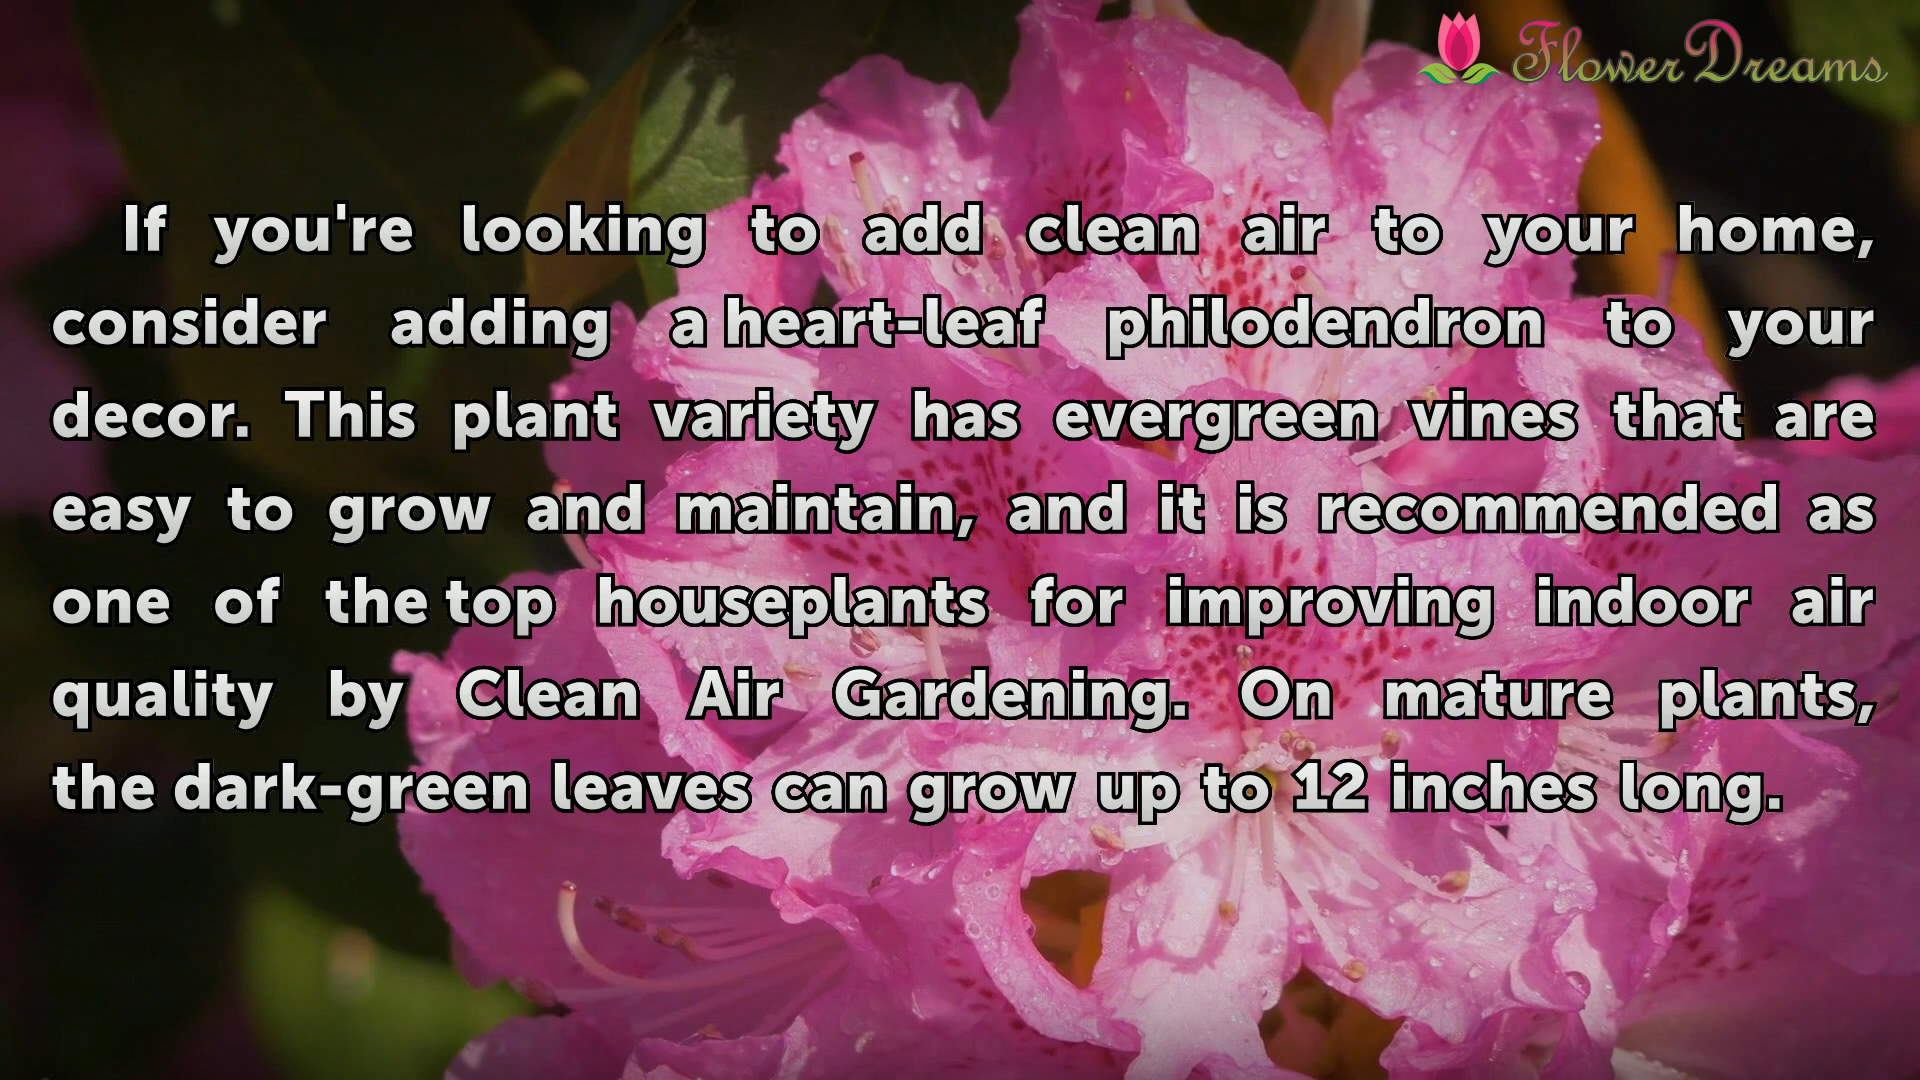 Flower Dreams
If you're looking to add clean air to your home,
consider adding a heart-leaf philodendron to your
decor. This plant variety has evergreen vines that are
easy to grow and maintain, and it is recommended as
one of the top houseplants for improving indoor air
quality by Clean Air Gardening. On mature plants,
the dark-green leaves can grow up to 12 inches long.